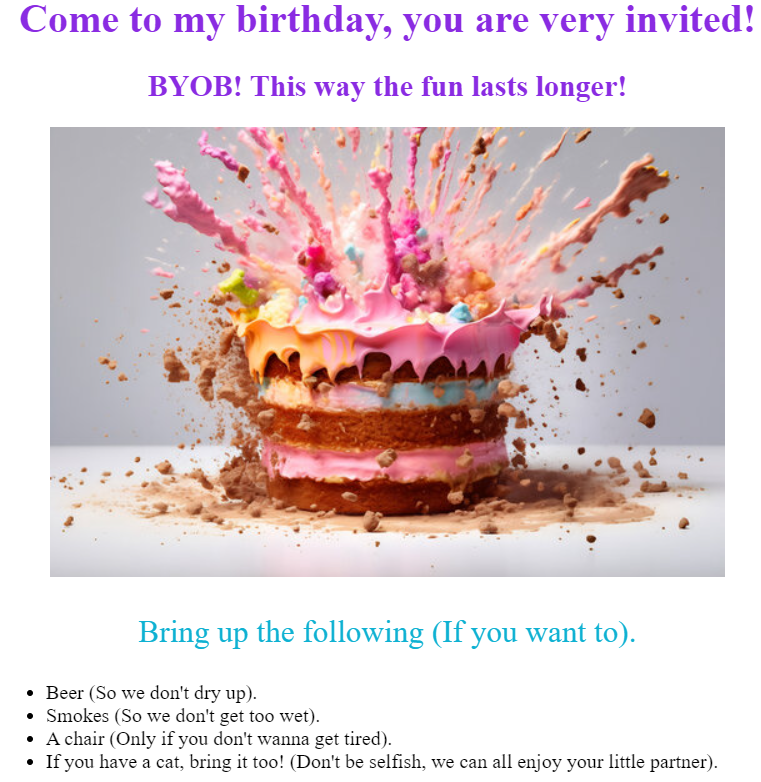 Come to my birthday, you are very invited!
BYOB! This way the fun lasts longer!
Bring up the following (If you want to).
• Beer (So we don't dry up).
• Smokes (So we don't get too wet).
• A chair (Only if you don't wanna get tired).
• If you have a cat, bring it too! (Don't be selfish, we can all enjoy your little partner).